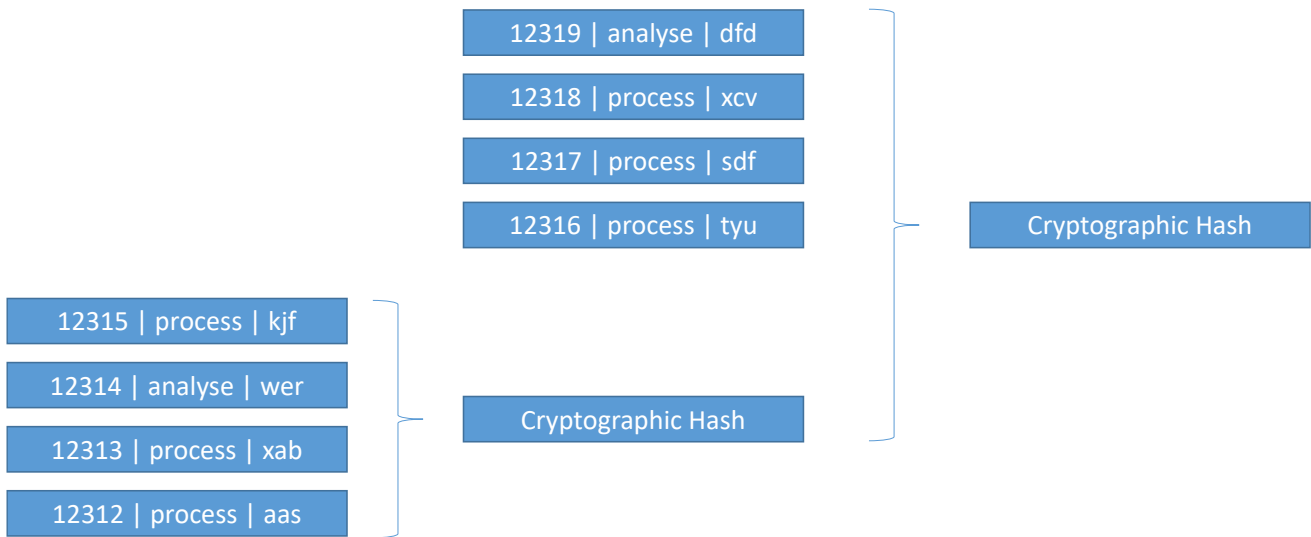 12319 | analyse | dfd
12318 | process | xcv
12317 | process | sdf
12316 | process | tyu
Cryptographic Hash
12315 | process | kjf
12314 | analyse | wer
Cryptographic Hash
12313 | process | xab
12312 | process | aas